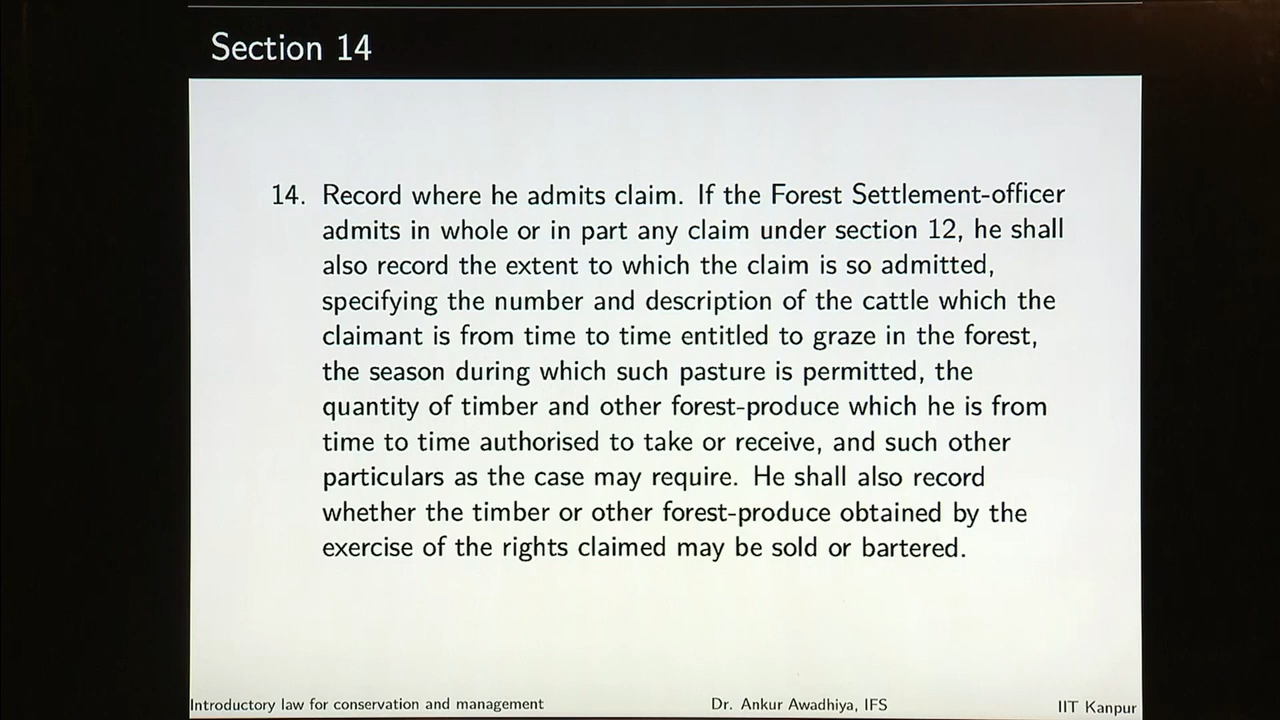 Section 14
14. Record where he admits claim. If the Forest Settlement-officer
admits in whole or in part any claim under section 12, he shall
also record the extent to which the claim is so admitted,
specifying the number and description of the cattle which the
claimant is from time to time entitled to graze in the forest,
the season during which such pasture is permitted, the
quantity of timber and other forest-produce which he is from
time to time authorised to take or receive, and such other
particulars as the case may require. He shall also record
whether the timber or other forest-produce obtained by the
exercise of the rights claimed may be sold or bartered.
Introductory law for conservation and management Dr. Ankur Awadhiya, IFS IIT Kanpur